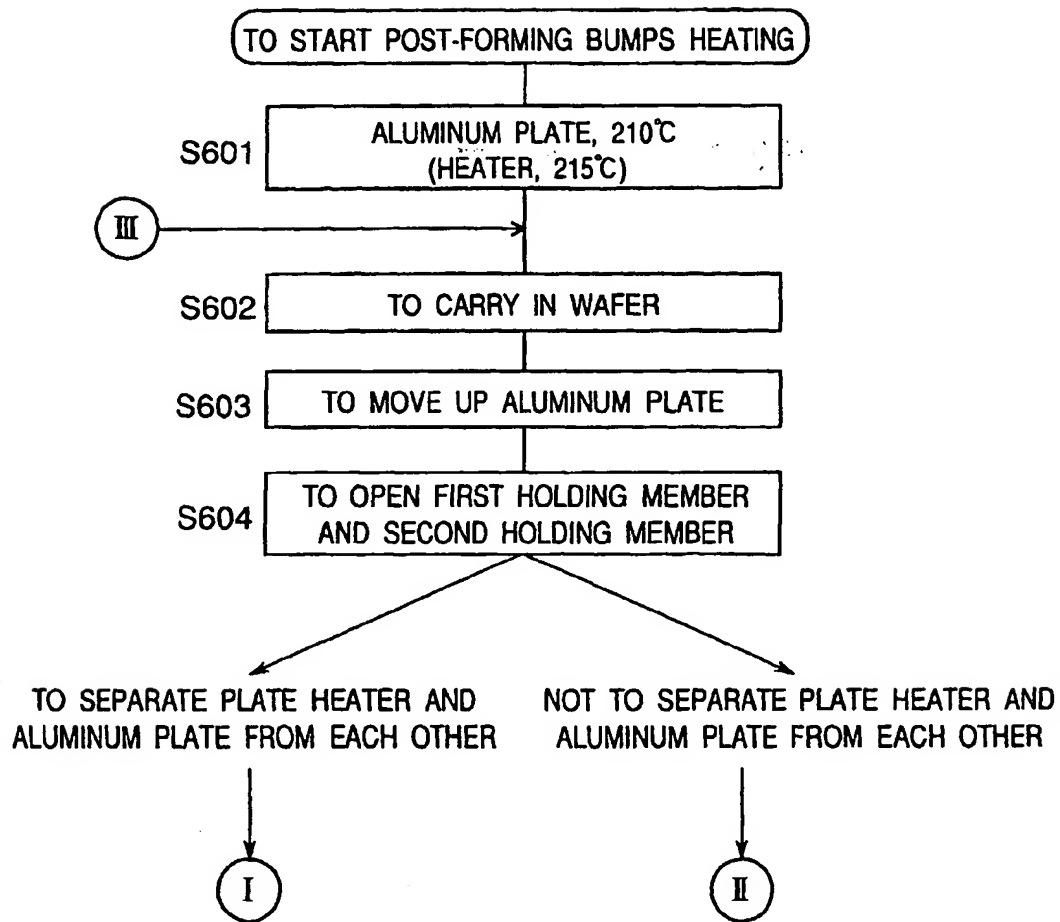 TO START POST-FORMING BUMPS HEATING
S601
ALUMINUM PLATE, 210℃
(HEATER, 215℃)
III
S602
TO CARRY IN WAFER
S603
TO MOVE UP ALUMINUM PLATE
S604
TO OPEN FIRST HOLDING MEMBER
AND SECOND HOLDING MEMBER
TO SEPARATE PLATE HEATER AND
ALUMINUM PLATE FROM EACH OTHER
NOT TO SEPARATE PLATE HEATER AND
ALUMINUM PLATE FROM EACH OTHER
I
II